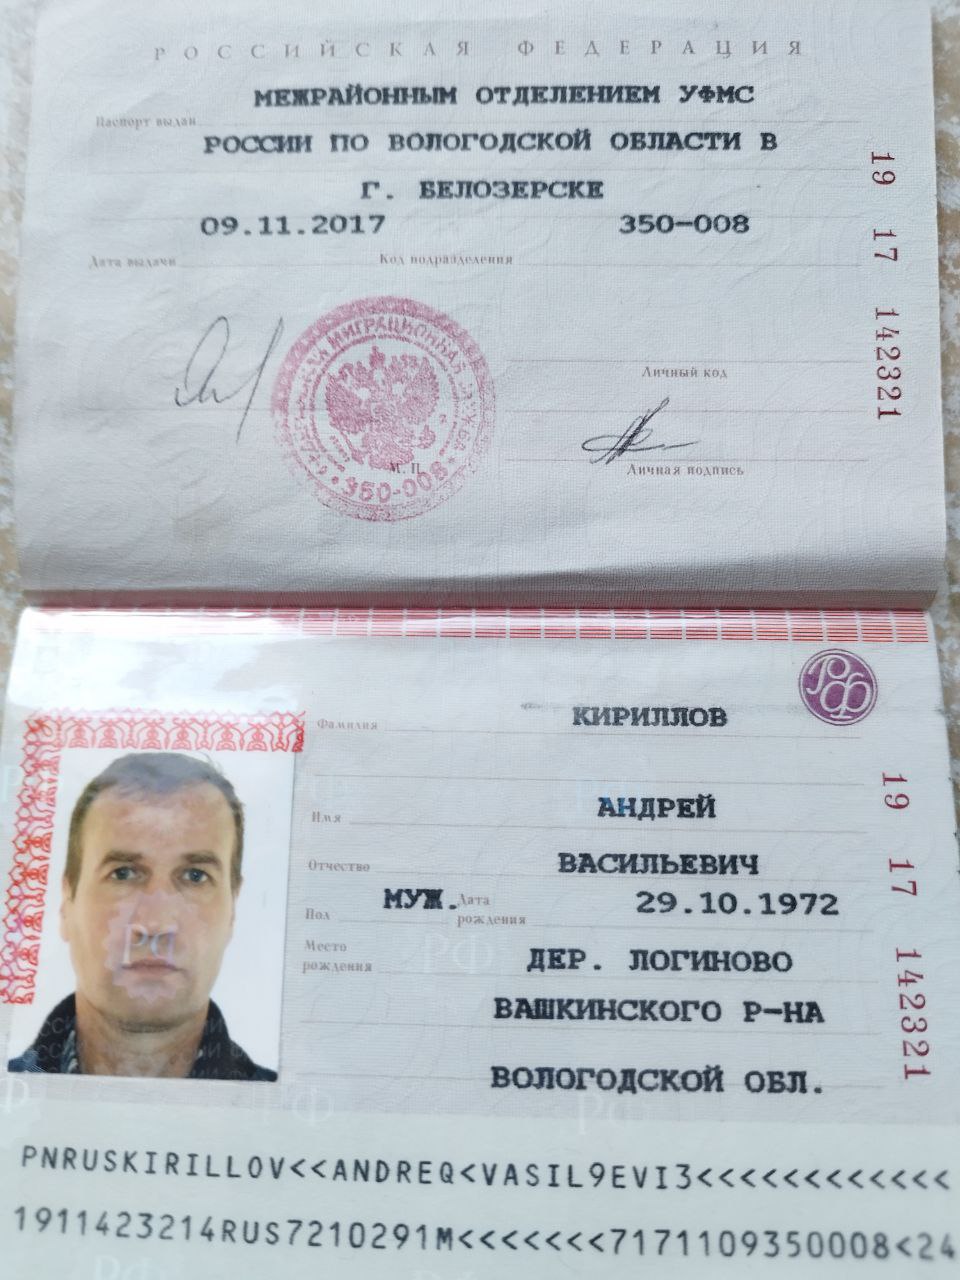 РОССИЙСКАЯ ФЕДЕРАЦИЯ
Паспорт выдан МЕЖРАЙОННЫМ ОТДЕЛЕНИЕМ УФМС
РОССИИ ПО ВОЛОГОДСКОЙ ОБЛАСТИ В
Г. БЕЛОЗЕРСКЕ
09.11.2017 350-008
Дата выдачи Код подразделения
19 17 142321
МИГРАЦИОННАЯ
350-008
М.П.
Личный код
Личная подпись
РФ
Фамилия КИРИЛЛОВ
Имя АНДРЕЙ
Отчество ВАСИЛЬЕВИЧ
Пол МУЖ. Дата рождения 29.10.1972
Место рождения ДЕР. ЛОГИНОВО
ВАШКИНСКОГО Р-НА
ВОЛОГОДСКОЙ ОБЛ.
19 17 142321
PNRUSKIRILLOV<<ANDREQ<VASIL9EVI3<<<<<<<<<<<<
1911423214RUS7210291M<<<<<<<7171109350008<24